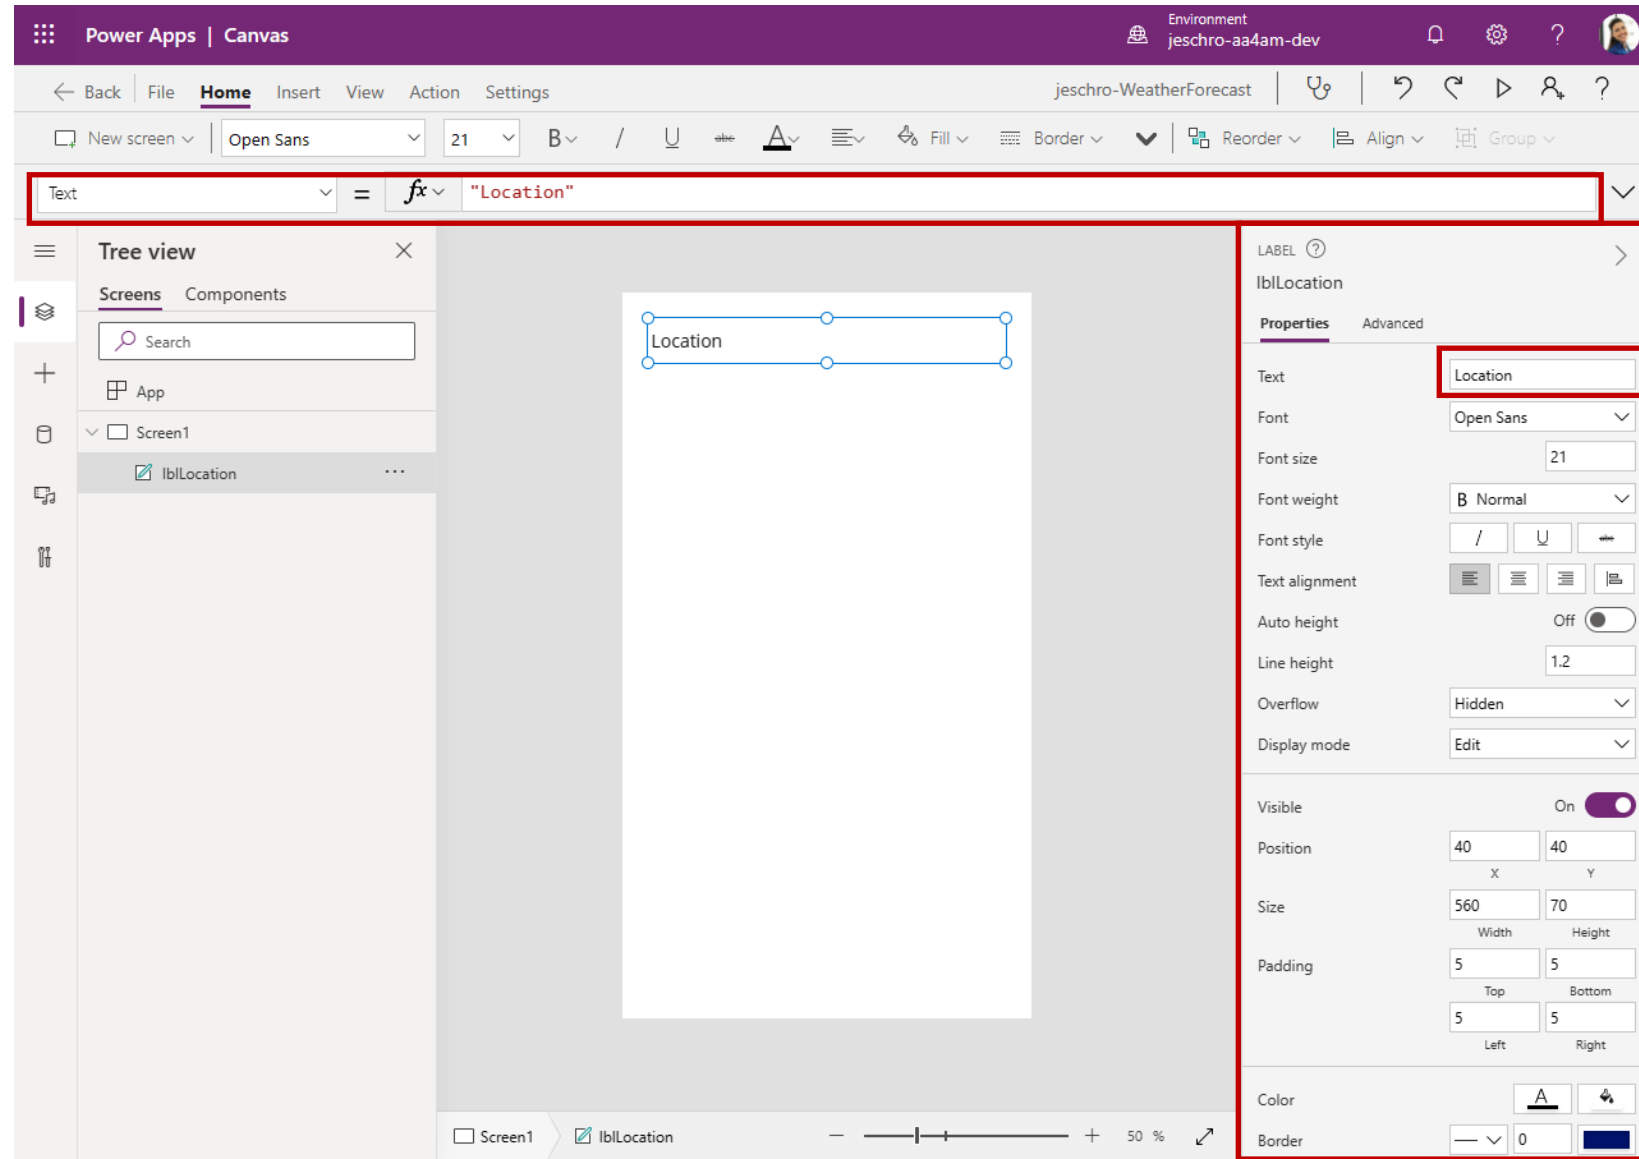 Power Apps | Canvas
Environment
jeschro-aa4am-dev
Back File Home Insert View Action Settings
jeschro-WeatherForecast
New screen Open Sans 21 B / U abc A Fill Border Reorder Align Group
Text = fx "Location"
Tree view
Screens Components
Search
App
Screen1
lblLocation ...
Location
LABEL ?
lblLocation
Properties Advanced
Text Location
Font Open Sans
Font size 21
Font weight B Normal
Font style / U abc
Text alignment
Auto height Off
Line height 1.2
Overflow Hidden
Display mode Edit
Visible On
Position 40 40
X Y
Size 560 70
Width Height
Padding 5 5
Top Bottom
5 5
Left Right
Color A
Border 0
Screen1 lblLocation 50 %